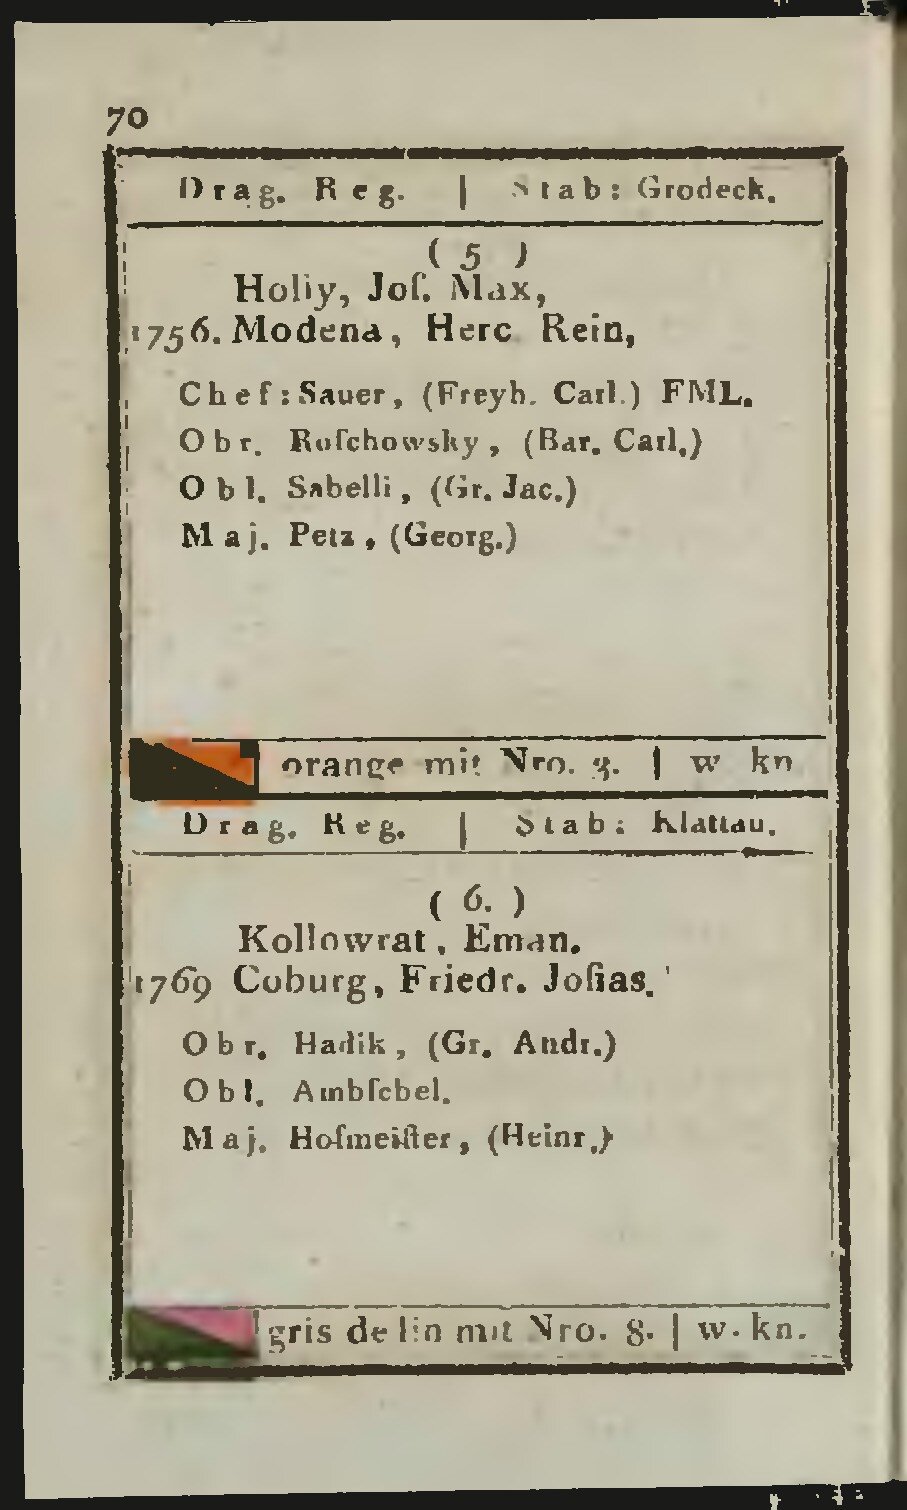 70
Drag. Reg. | Stab: Grodeck.
( 5 )
Holly, Joſ. Max,
1756. Modena, Herc. Rein,
Chef: Sauer, (Freyh. Carl.) FML.
Obr. Ruſchowsky, (Bar. Carl.)
Obl. Sabelli, (Gr. Jac.)
Maj. Petz, (Georg.)
orange mit Nro. 3. | w kn
Drag. Reg. | Stab: Klattau.
( 6. )
Kollowrat, Eman.
1769 Coburg, Friedr. Joſias.
Obr. Hadik, (Gr. Andr.)
Obl. Ambſchel.
Maj. Hofmeiſter, (Heinr.)
gris de lin mit Nro. 8. | w. kn.